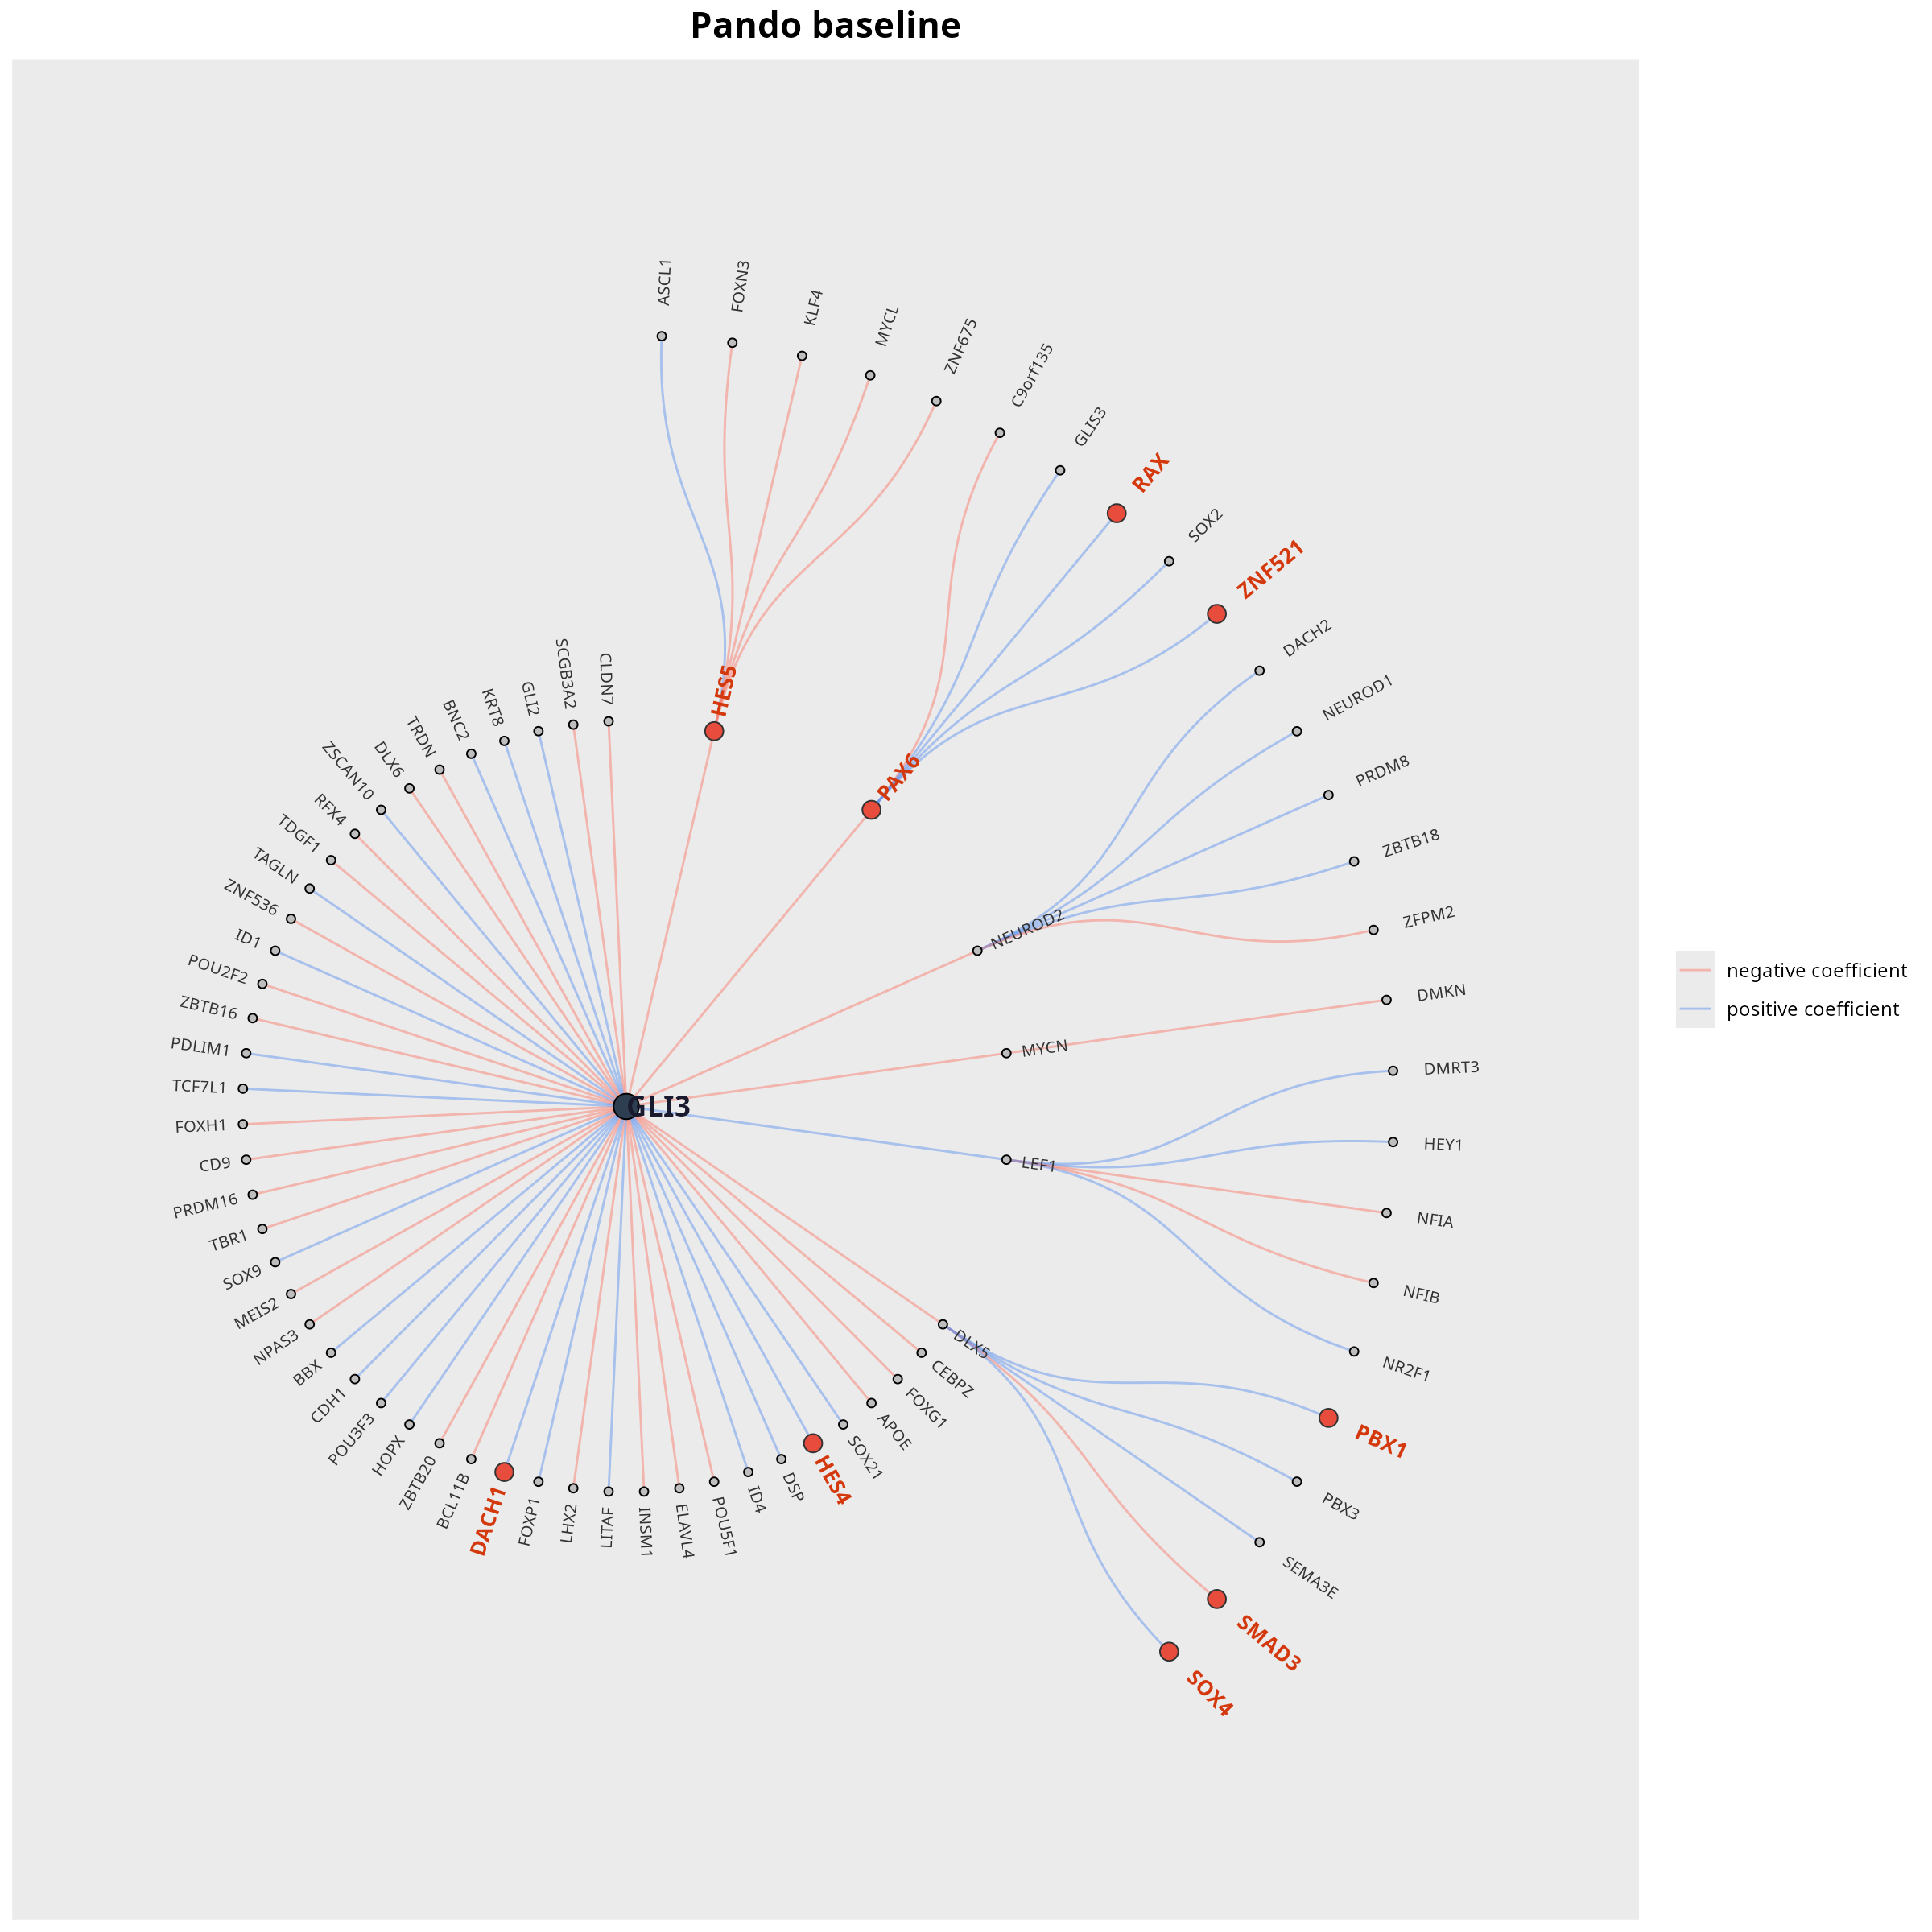 Pando baseline
ASCL1
FOXN3
KLF4
MYCL
ZNF675
C9orf135
GLIS3
RAX
SOX2
ZNF521
DACH2
NEUROD1
PRDM8
ZBTB18
ZFPM2
DMKN
DMRT3
HEY1
NFIA
NFIB
NR2F1
PBX1
PBX3
SEMA3E
SMAD3
SOX4
HES5
PAX6
NEUROD2
MYCN
LEF1
DLX5
CEBPZ
FOXG1
APOE
SOX21
HES4
DSP
ID4
POU5F1
ELAVL4
INSM1
LITAF
LHX2
FOXP1
DACH1
BCL11B
ZBTB20
HOPX
POU3F3
CDH1
BBX
NPAS3
MEIS2
SOX9
TBR1
PRDM16
CD9
FOXH1
TCF7L1
PDLIM1
ZBTB16
POU2F2
ID1
ZNF536
TAGLN
TDGF1
RFX4
ZSCAN10
DLX6
TRDN
BNC2
KRT8
GLI2
SCGB3A2
CLDN7
GLI3
negative coefficient
positive coefficient